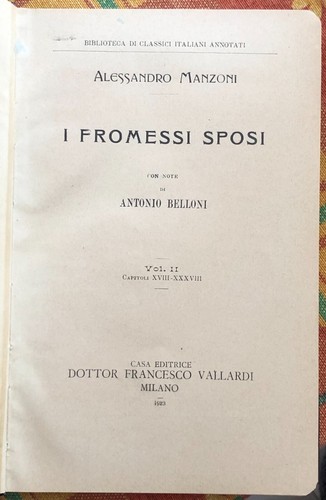 BIBLIOTECA DI CLASSICI ITALIANI ANNOTATI
ALESSANDRO MANZONI
I PROMESSI SPOSI
CON NOTE
DI
ANTONIO BELLONI
Vol. II
CAPITOLI XVIII-XXXVIII
CASA EDITRICE
DOTTOR FRANCESCO VALLARDI
MILANO
1923